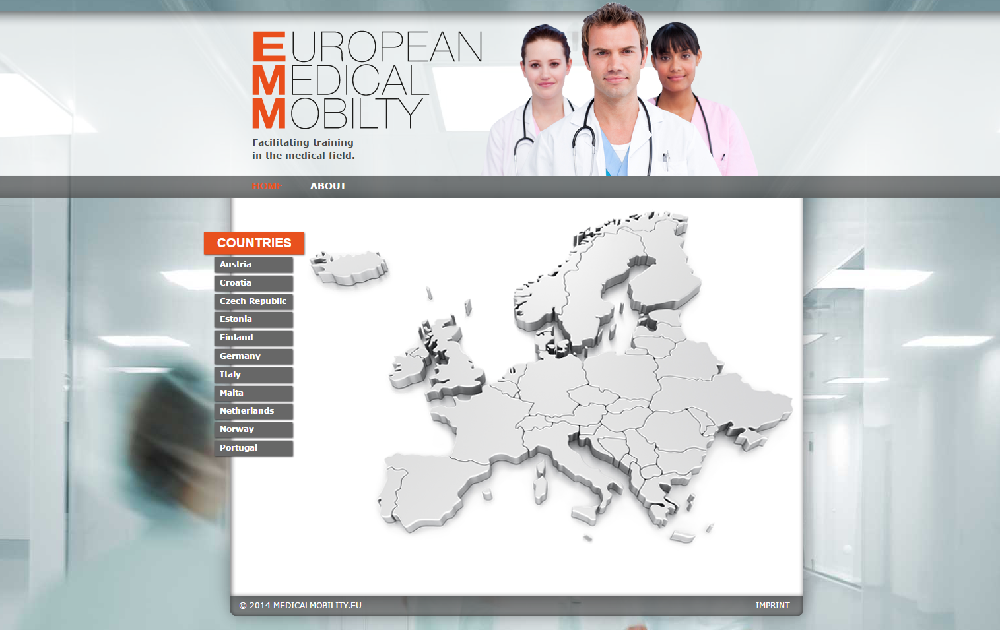 EUROPEAN
MEDICAL
MOBILTY
Facilitating training
in the medical field.
HOME ABOUT
COUNTRIES
Austria
Croatia
Czech Republic
Estonia
Finland
Germany
Italy
Malta
Netherlands
Norway
Portugal
© 2014 MEDICALMOBILITY.EU IMPRINT